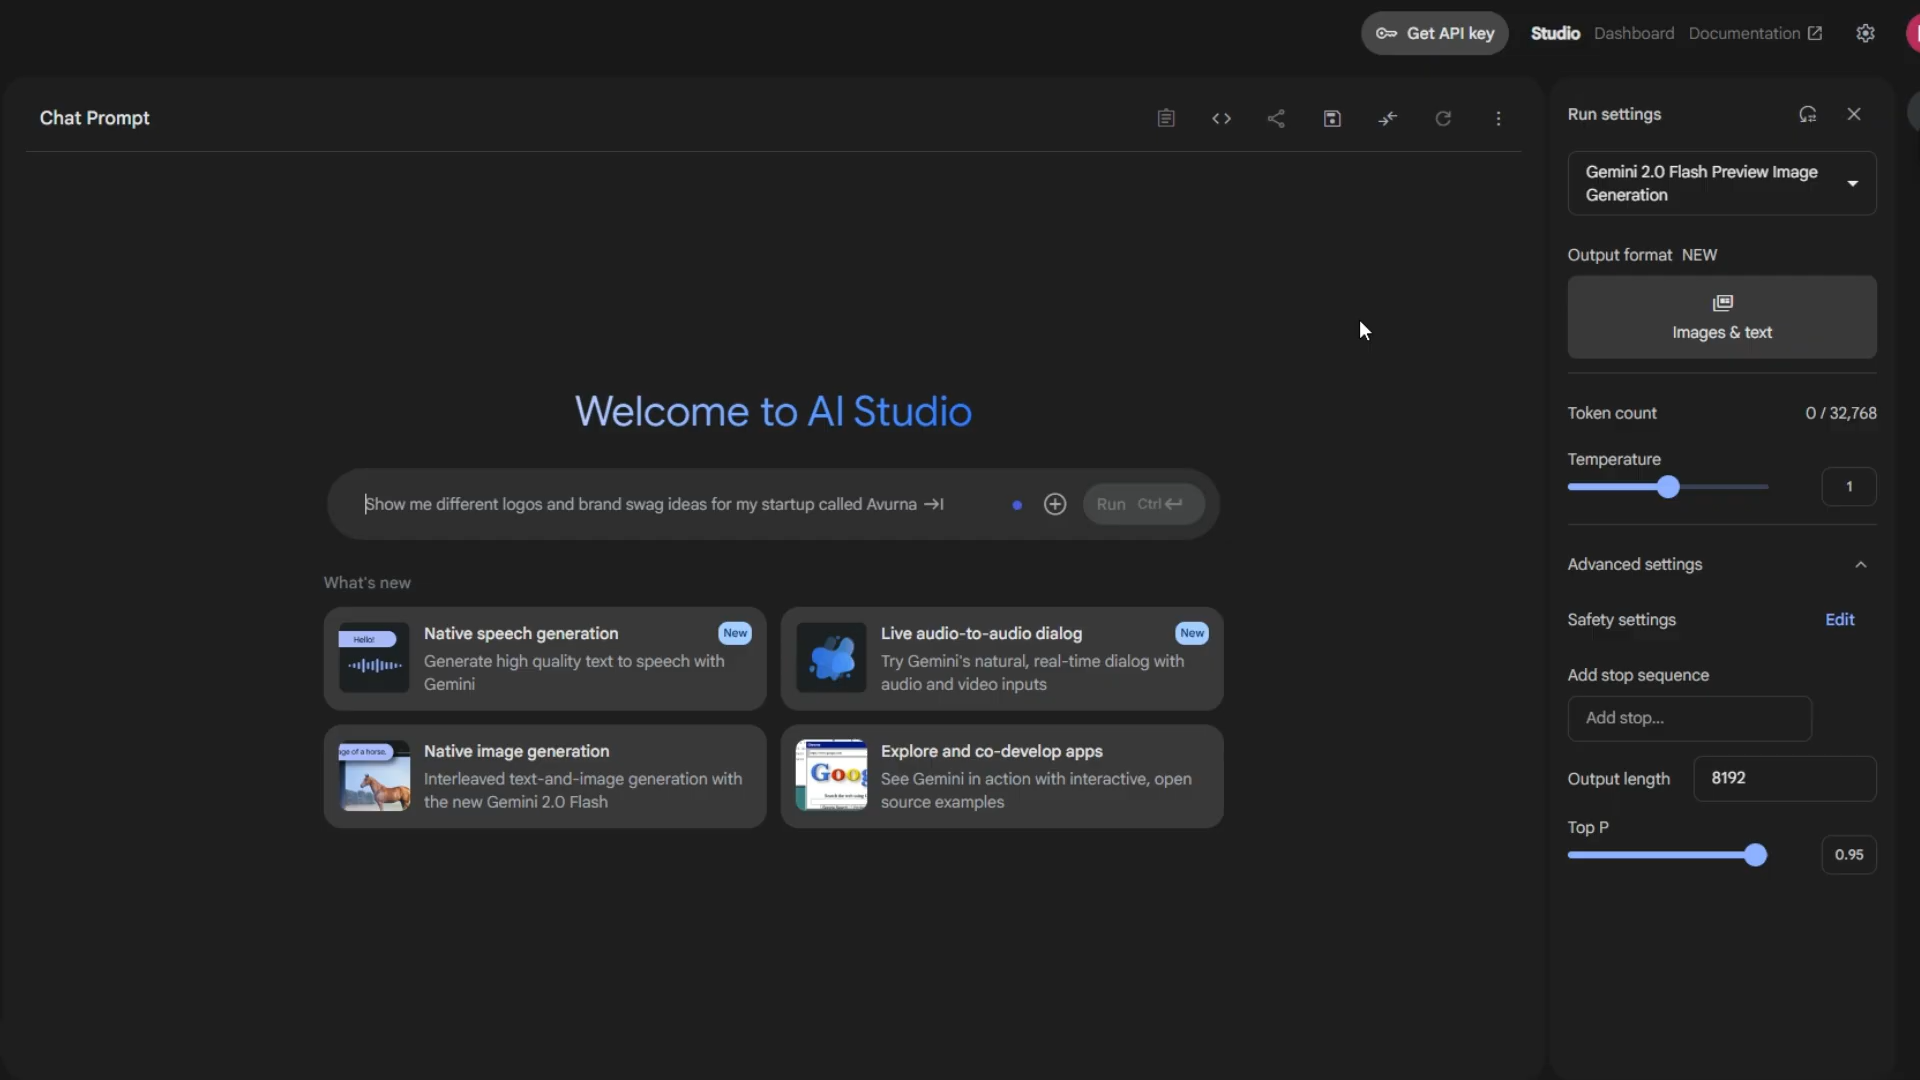 Get API key
Studio
Dashboard
Documentation
Chat Prompt
Run settings
Gemini 2.0 Flash Preview Image
Generation
Output format NEW
Images & text
Token count
0 / 32,768
Temperature
1
Advanced settings
Safety settings
Edit
Add stop sequence
Add stop...
Output length
8192
Top P
0.95
Welcome to AI Studio
Show me different logos and brand swag ideas for my startup called Avurna
Run Ctrl
What's new
Hello!
Native speech generation
New
Generate high quality text to speech with
Gemini
Live audio-to-audio dialog
New
Try Gemini's natural, real-time dialog with
audio and video inputs
of a horse.
Native image generation
Interleaved text-and-image generation with
the new Gemini 2.0 Flash
Goog
Explore and co-develop apps
See Gemini in action with interactive, open
source examples